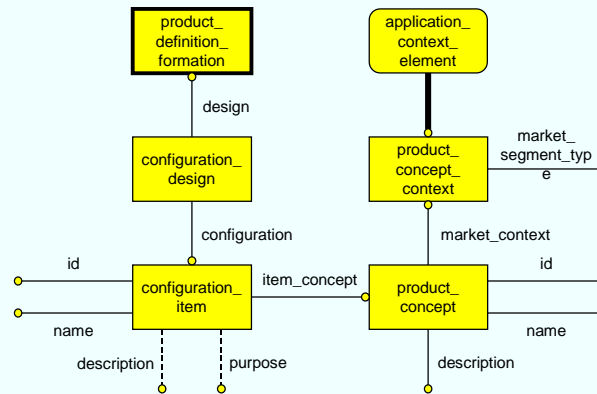 product_
definition_
formation
application_
context_
element
design
configuration_
design
product_
concept_
context
market_
segment_typ
e
configuration
market_context
id
configuration_
item
item_concept
product_
concept
id
name
name
description
purpose
description